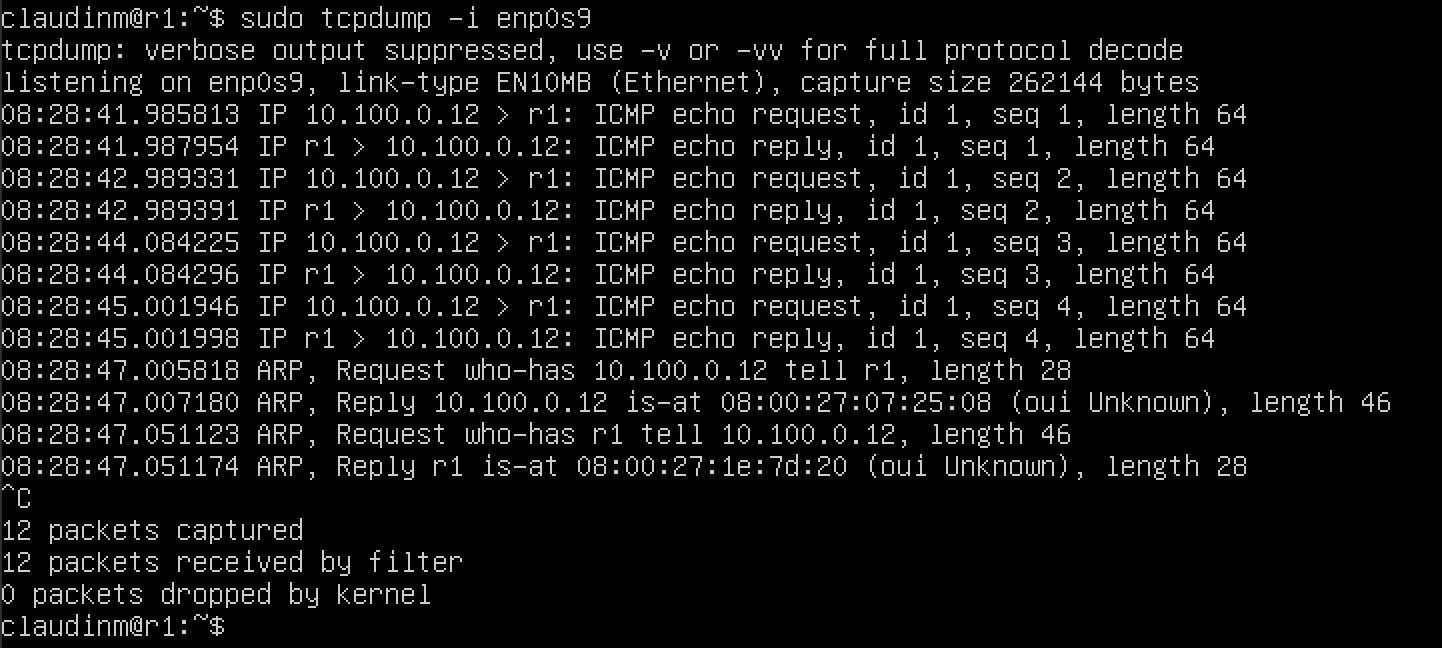 claudinm@r1:~$ sudo tcpdump -i enp0s9
tcpdump: verbose output suppressed, use -v or -vv for full protocol decode
listening on enp0s9, link-type EN10MB (Ethernet), capture size 262144 bytes
08:28:41.985813 IP 10.100.0.12 > r1: ICMP echo request, id 1, seq 1, length 64
08:28:41.987954 IP r1 > 10.100.0.12: ICMP echo reply, id 1, seq 1, length 64
08:28:42.989331 IP 10.100.0.12 > r1: ICMP echo request, id 1, seq 2, length 64
08:28:42.989391 IP r1 > 10.100.0.12: ICMP echo reply, id 1, seq 2, length 64
08:28:44.084225 IP 10.100.0.12 > r1: ICMP echo request, id 1, seq 3, length 64
08:28:44.084296 IP r1 > 10.100.0.12: ICMP echo reply, id 1, seq 3, length 64
08:28:45.001946 IP 10.100.0.12 > r1: ICMP echo request, id 1, seq 4, length 64
08:28:45.001998 IP r1 > 10.100.0.12: ICMP echo reply, id 1, seq 4, length 64
08:28:47.005818 ARP, Request who-has 10.100.0.12 tell r1, length 28
08:28:47.007180 ARP, Reply 10.100.0.12 is-at 08:00:27:07:25:08 (oui Unknown), length 46
08:28:47.051123 ARP, Request who-has r1 tell 10.100.0.12, length 46
08:28:47.051174 ARP, Reply r1 is-at 08:00:27:1e:7d:20 (oui Unknown), length 28
^C
12 packets captured
12 packets received by filter
0 packets dropped by kernel
claudinm@r1:~$